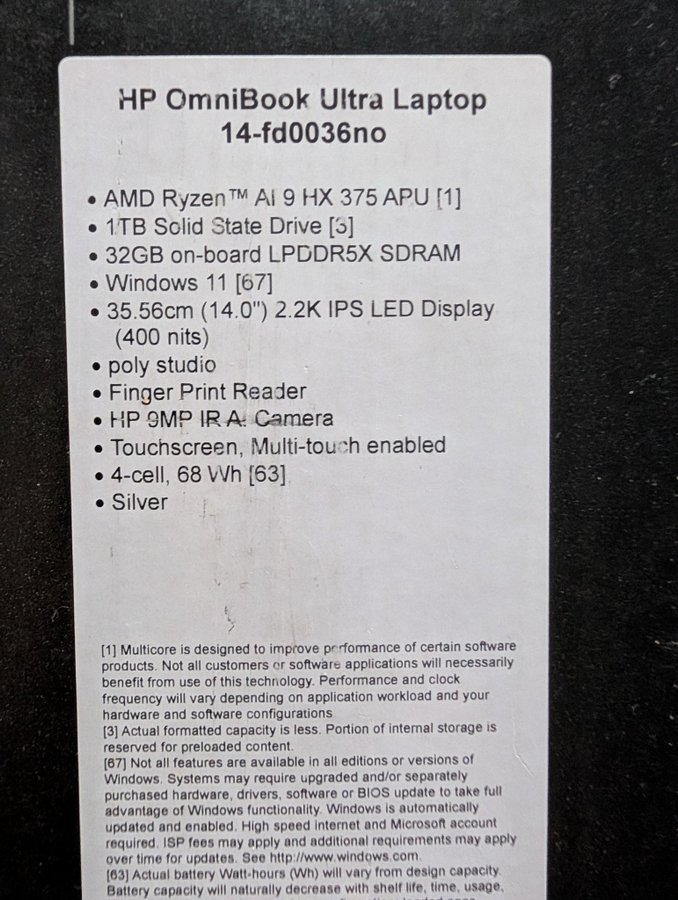 HP OmniBook Ultra Laptop
14-fd0036no
• AMD Ryzen™ AI 9 HX 375 APU [1]
• 1TB Solid State Drive [3]
• 32GB on-board LPDDR5X SDRAM
• Windows 11 [67]
• 35.56cm (14.0") 2.2K IPS LED Display
(400 nits)
• poly studio
• Finger Print Reader
• HP 9MP IR AI Camera
• Touchscreen, Multi-touch enabled
• 4-cell, 68 Wh [63]
• Silver
[1] Multicore is designed to improve performance of certain software
products. Not all customers or software applications will necessarily
benefit from use of this technology. Performance and clock
frequency will vary depending on application workload and your
hardware and software configurations
[3] Actual formatted capacity is less. Portion of internal storage is
reserved for preloaded content.
[67] Not all features are available in all editions or versions of
Windows. Systems may require upgraded and/or separately
purchased hardware, drivers, software or BIOS update to take full
advantage of Windows functionality. Windows is automatically
updated and enabled. High speed internet and Microsoft account
required. ISP fees may apply and additional requirements may apply
over time for updates. See http://www.windows.com.
[63] Actual battery Watt-hours (Wh) will vary from design capacity.
Battery capacity will naturally decrease with shelf life, time, usage,